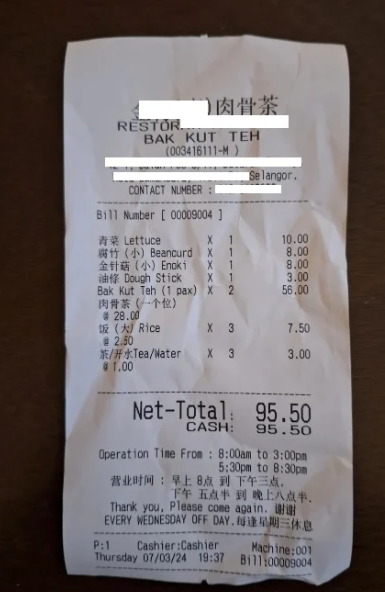 )肉骨茶
BAK KUT TEH
(003416111-M )
Selangor.
CONTACT NUMBER :
Bill Number [ 00009004 ]
青菜 Lettuce X 1 10.00
腐竹 (小) Beancurd X 1 8.00
金针菇 (小) Enoki X 1 8.00
油條 Dough Stick X 1 3.00
Bak Kut Teh (1 pax) X 2 56.00
肉骨茶 (一个位)
@ 28.00
饭 (大) Rice X 3 7.50
@ 2.50
茶/开水Tea/Water X 3 3.00
@ 1.00
Net-Total: 95.50
CASH: 95.50
Operation Time From : 8:00am to 3:00pm
5:30pm to 8:30pm
营业时间 : 早上 8点 到 下午三点.
下午 五点半 到 晚上八点半.
Thank you, Please come again. 谢谢
EVERY WEDNESDAY OFF DAY.每逢星期三休息
P:1 Cashier:Cashier Machine:001
Thursday 07/03/24 19:37 Bill:00009004